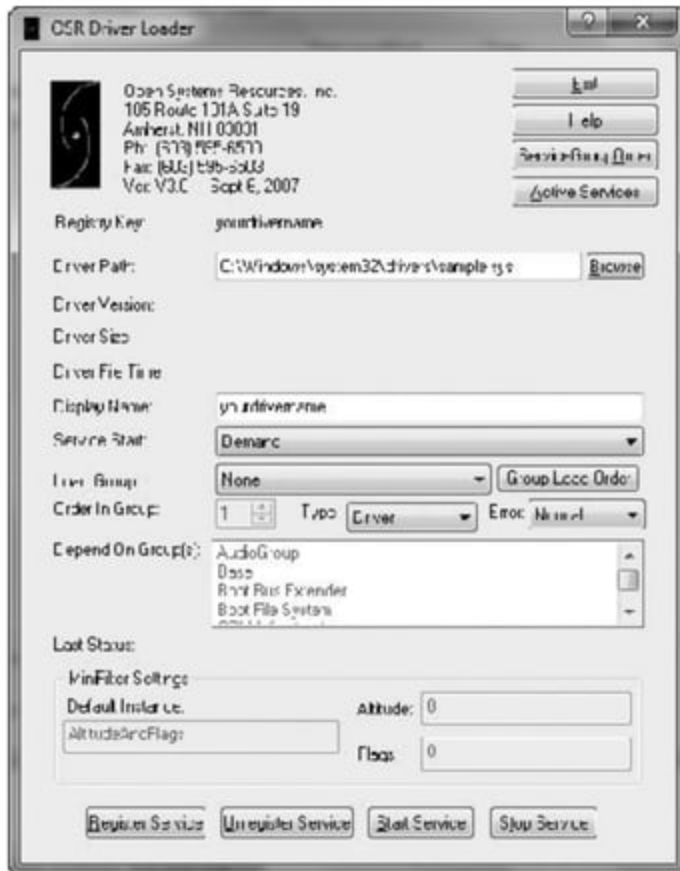 OSR Driver Loader
Open Systems Resources, Inc.
105 Route 101A Suite 19
Amherst, NH
Ver: V3.0 Sept 6, 2007
Exit
Help
ServiceGroupOrder
Active Services
Registry Key: yourdrivername
Driver Path: C:\Windows\system32\drivers\sample.sys Browse
Driver Version:
Driver Size
Driver File Time
Display Name: yourdrivername
Service Start: Demand
Load Group: None Group Load Order
Order In Group: 1 Type Driver Error: Normal
Depend On Group(s): AudioGroup
Base
Boot Bus Extender
Boot File System
Last Status:
MiniFilter Settings
Default Instance: Altitude: 0
AltitudeAndFlags
Flags 0
Register Service Unregister Service Start Service Stop Service